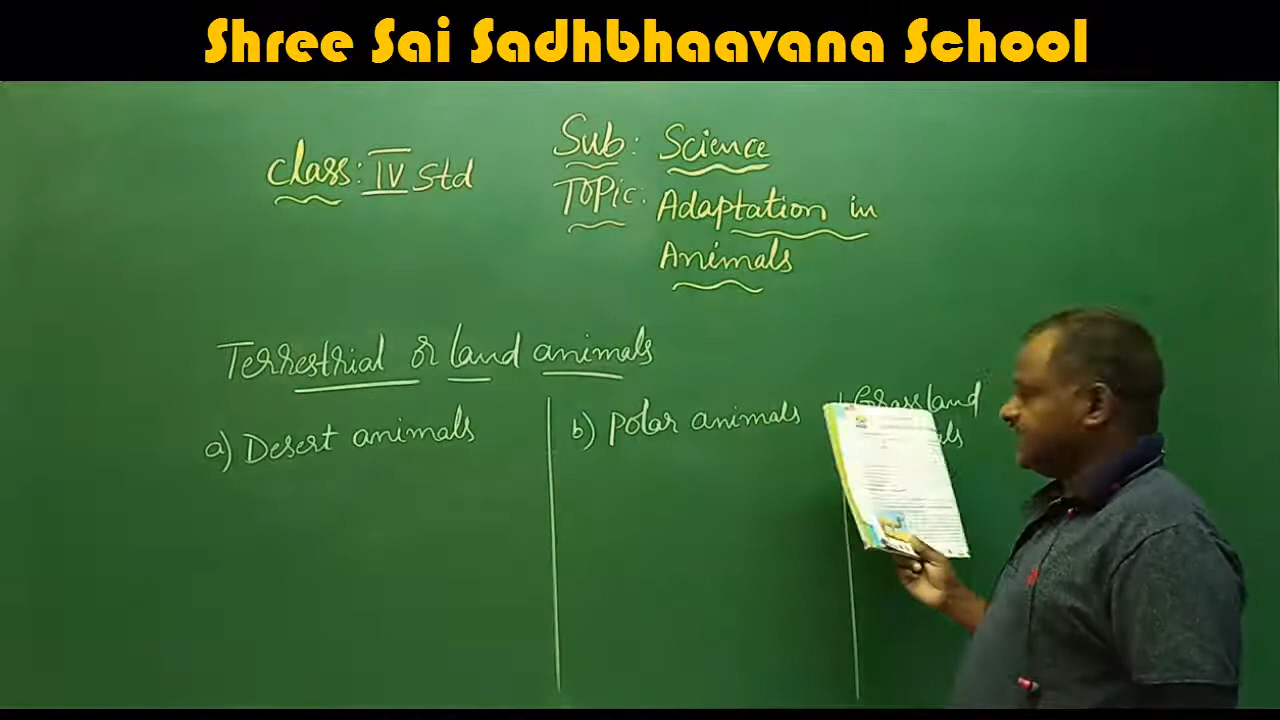 Shree Sai Sadhbhaavana School
Class: IV Std
Sub: Science
Topic: Adaptation in
Animals
Terrestrial or land animals
a) Desert animals
b) Polar animals
Grassland